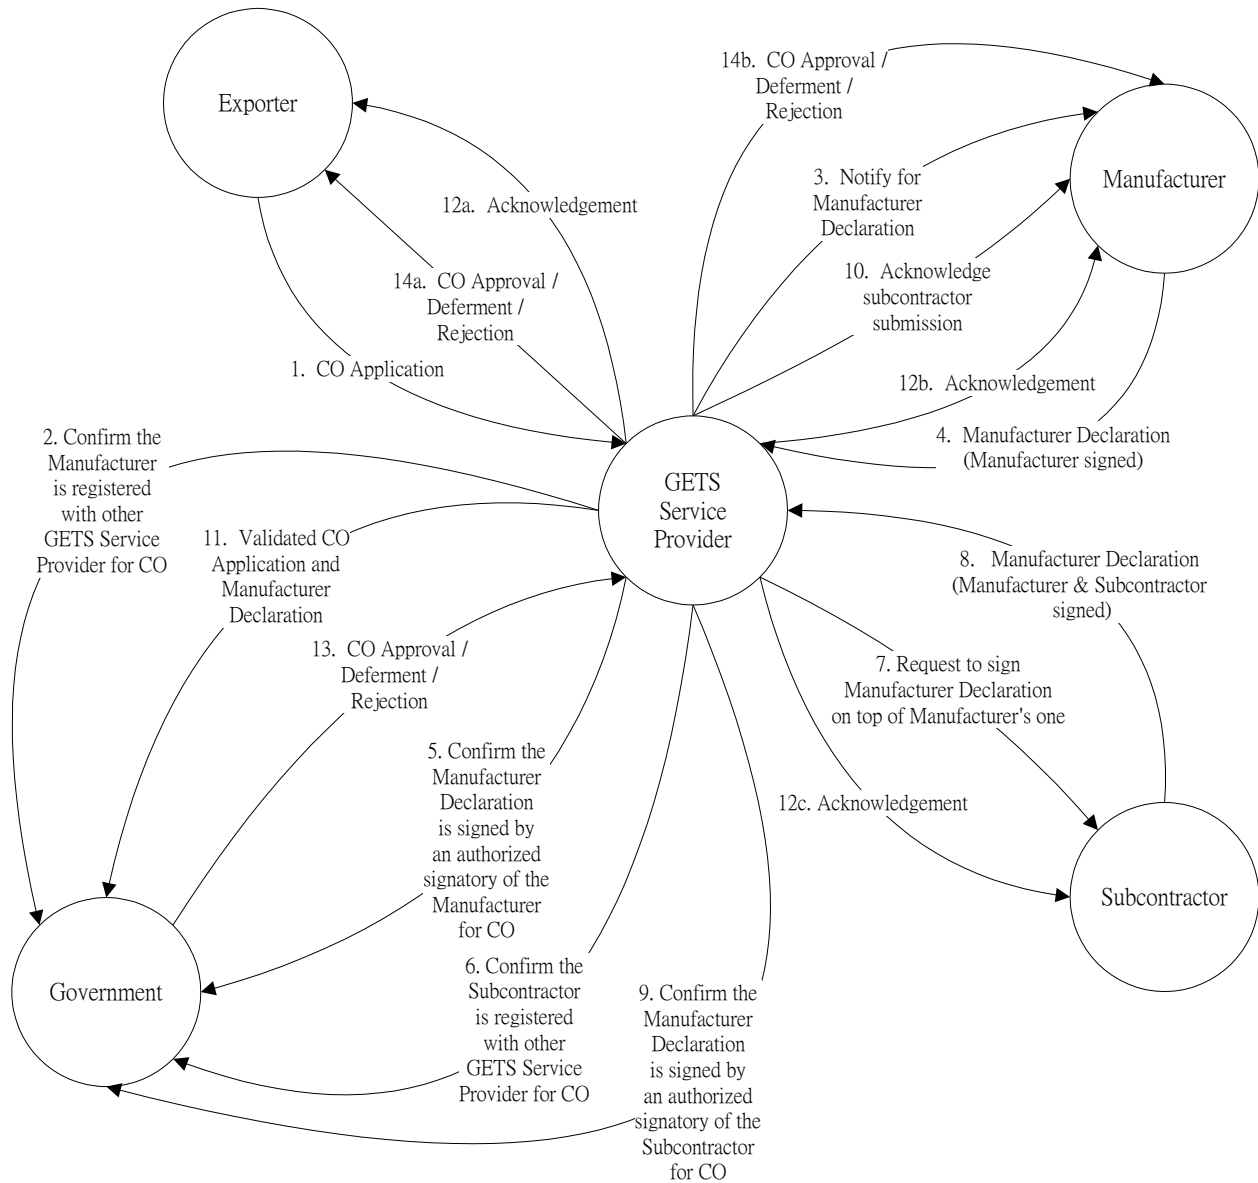 14b. CO Approval /
Deferment /
Rejection
Exporter
3. Notify for
Manufacturer
Declaration
Manufacturer
12a. Acknowledgement
14a. CO Approval /
Deferment /
Rejection
10. Acknowledge
subcontractor
submission
1. CO Application
12b. Acknowledgement
2. Confirm the
Manufacturer
is registered
with other
GETS Service
Provider for CO
4. Manufacturer Declaration
(Manufacturer signed)
GETS
Service
Provider
11. Validated CO
Application and
Manufacturer
Declaration
8. Manufacturer Declaration
(Manufacturer & Subcontractor
signed)
13. CO Approval /
Deferment /
Rejection
7. Request to sign
Manufacturer Declaration
on top of Manufacturer's one
5. Confirm the
Manufacturer
Declaration
is signed by
an authorized
signatory of the
Manufacturer
for CO
12c. Acknowledgement
Subcontractor
Government
6. Confirm the
Subcontractor
is registered
with other
GETS Service
Provider for CO
9. Confirm the
Manufacturer
Declaration
is signed by
an authorized
signatory of the
Subcontractor
for CO